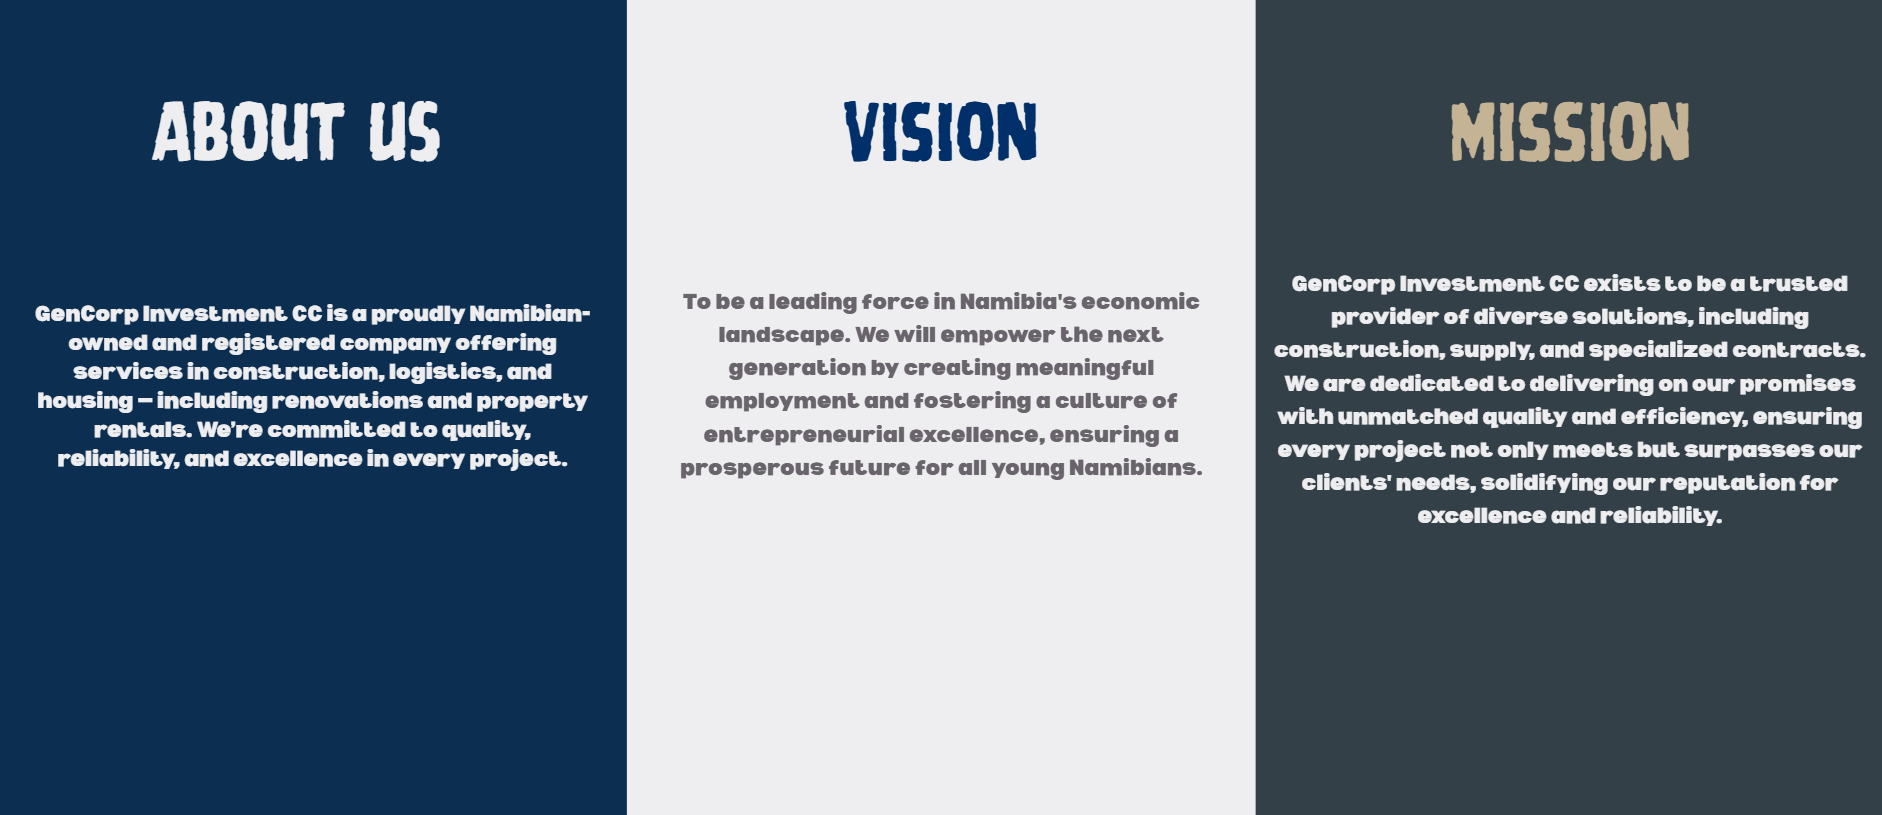 ABOUT US
GenCorp Investment CC is a proudly Namibian-
owned and registered company offering
services in construction, logistics, and
housing – including renovations and property
rentals. We’re committed to quality,
reliability, and excellence in every project.
VISION
To be a leading force in Namibia's economic
landscape. We will empower the next
generation by creating meaningful
employment and fostering a culture of
entrepreneurial excellence, ensuring a
prosperous future for all young Namibians.
MISSION
GenCorp Investment CC exists to be a trusted
provider of diverse solutions, including
construction, supply, and specialized contracts.
We are dedicated to delivering on our promises
with unmatched quality and efficiency, ensuring
every project not only meets but surpasses our
clients' needs, solidifying our reputation for
excellence and reliability.